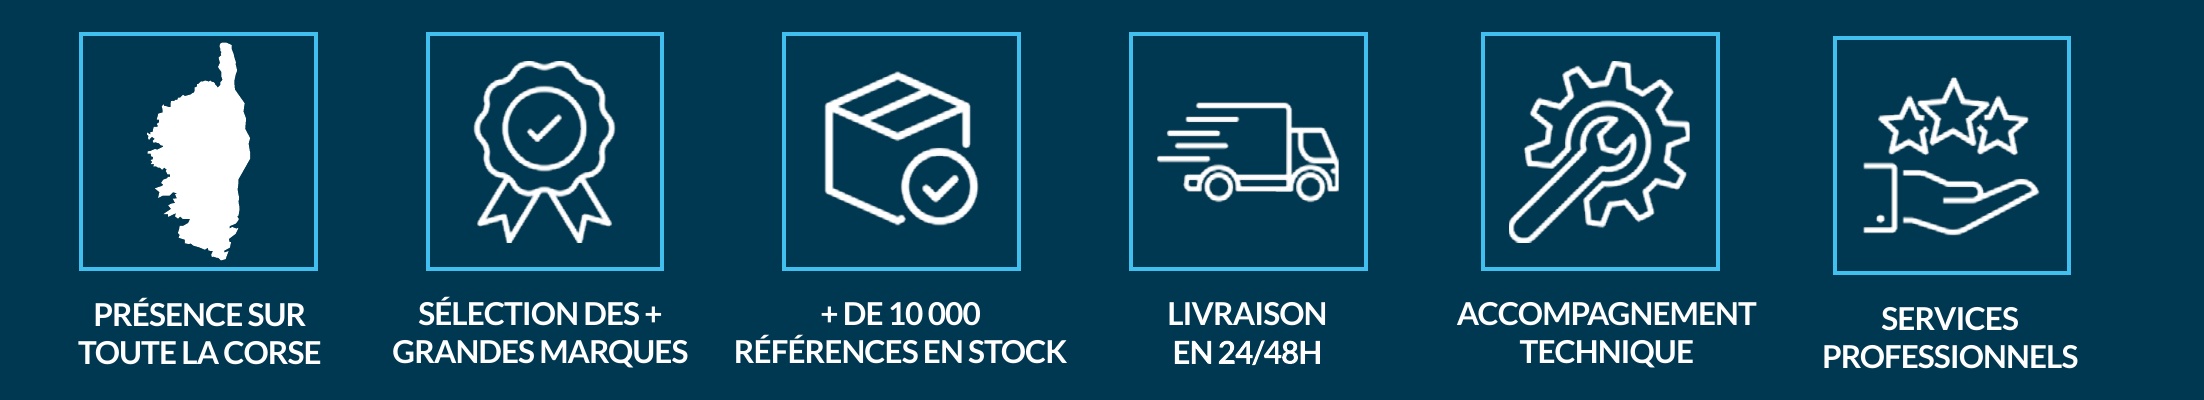 PRÉSENCE SUR
TOUTE LA CORSE
SÉLECTION DES +
GRANDES MARQUES
+ DE 10 000
RÉFÉRENCES EN STOCK
LIVRAISON
EN 24/48H
ACCOMPAGNEMENT
TECHNIQUE
SERVICES
PROFESSIONNELS